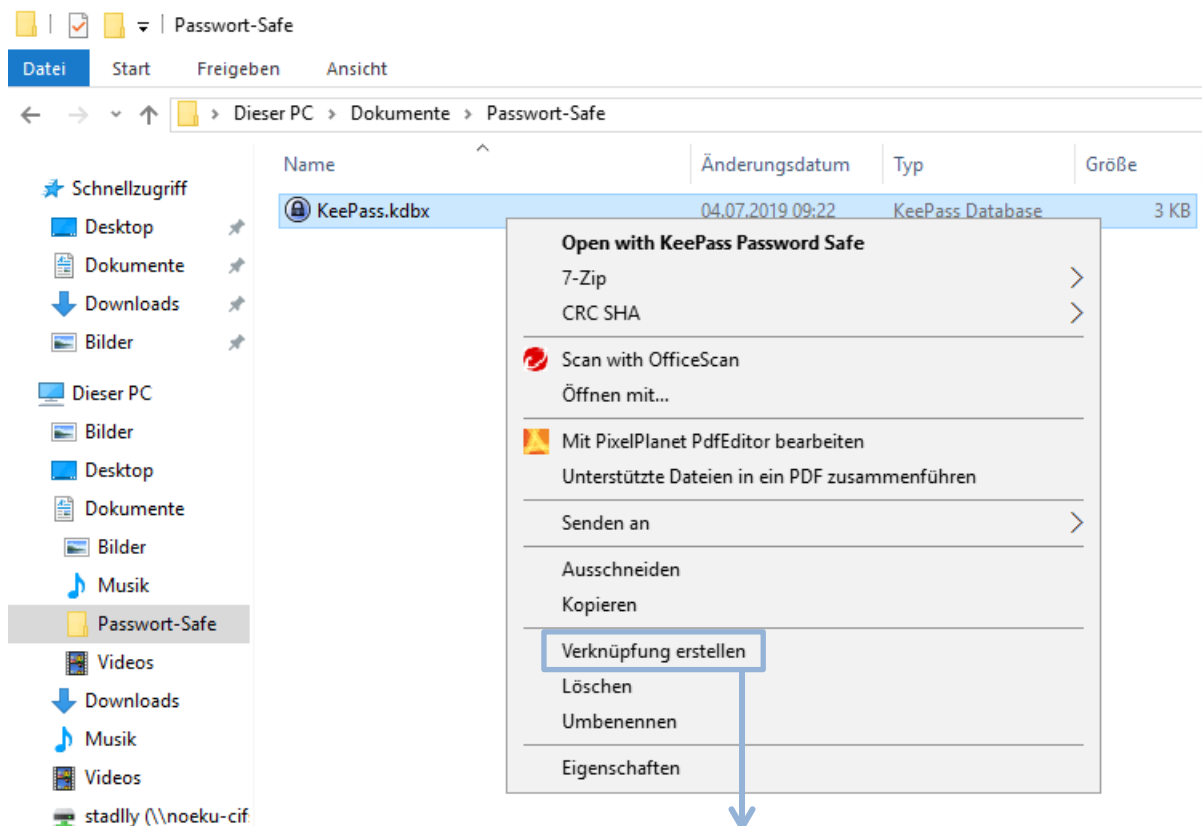 Passwort-Safe
Datei Start Freigeben Ansicht
Dieser PC > Dokumente > Passwort-Safe
Name Änderungsdatum Typ Größe
Schnellzugriff
Desktop
Dokumente
Downloads
Bilder
Dieser PC
Bilder
Desktop
Dokumente
Bilder
Musik
Passwort-Safe
Videos
Downloads
Musik
Videos
stadlly (\\noeku-cif
KeePass.kdbx 04.07.2019 09:22 KeePass Database 3 KB
Open with KeePass Password Safe
7-Zip
CRC SHA
Scan with OfficeScan
Öffnen mit...
Mit PixelPlanet PdfEditor bearbeiten
Unterstützte Dateien in ein PDF zusammenführen
Senden an
Ausschneiden
Kopieren
Verknüpfung erstellen
Löschen
Umbenennen
Eigenschaften